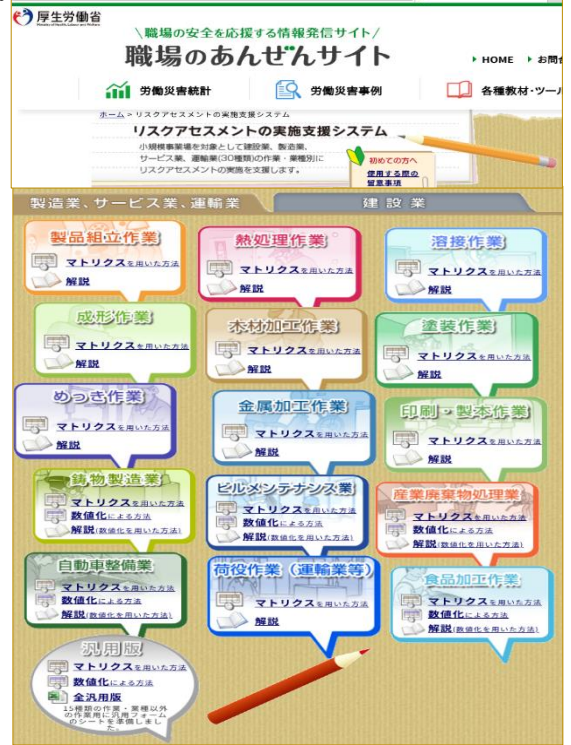 厚生労働省
Ministry of Health, Labour and Welfare
\職場の安全を応援する情報発信サイト/
職場のあんぜんサイト
HOME お問合
労働災害統計 労働災害事例 各種教材・ツール
ホーム > リスクアセスメントの実施支援システム
リスクアセスメントの実施支援システム
小規模事業場を対象として建設業、製造業、
サービス業、運輸業(30種類)の作業・業種別に
リスクアセスメントの実施を支援します。
初めての方へ
使用する際の
留意事項
製造業、サービス業、運輸業 建設業
製品組立作業
マトリクスを用いた方法
解説
熱処理作業
マトリクスを用いた方法
解説
溶接作業
マトリクスを用いた方法
解説
成形作業
マトリクスを用いた方法
解説
木材加工作業
マトリクスを用いた方法
解説
塗装作業
マトリクスを用いた方法
解説
めっき作業
マトリクスを用いた方法
解説
金属加工作業
マトリクスを用いた方法
解説
印刷・製本作業
マトリクスを用いた方法
解説
鋳物製造業
マトリクスを用いた方法
数値化による方法
解説(数値化を用いた方法)
ビルメンテナンス業
マトリクスを用いた方法
数値化による方法
解説(数値化を用いた方法)
産業廃棄物処理業
マトリクスを用いた方法
数値化による方法
解説(数値化を用いた方法)
自動車整備業
マトリクスを用いた方法
数値化による方法
解説(数値化を用いた方法)
荷役作業(運輸業等)
マトリクスを用いた方法
解説
食品加工作業
マトリクスを用いた方法
数値化による方法
解説(数値化を用いた方法)
汎用版
マトリクスを用いた方法
数値化による方法
全汎用版
15種類の作業・業種以外
の作業用に汎用フォーム
のシートを準備しまし
た。